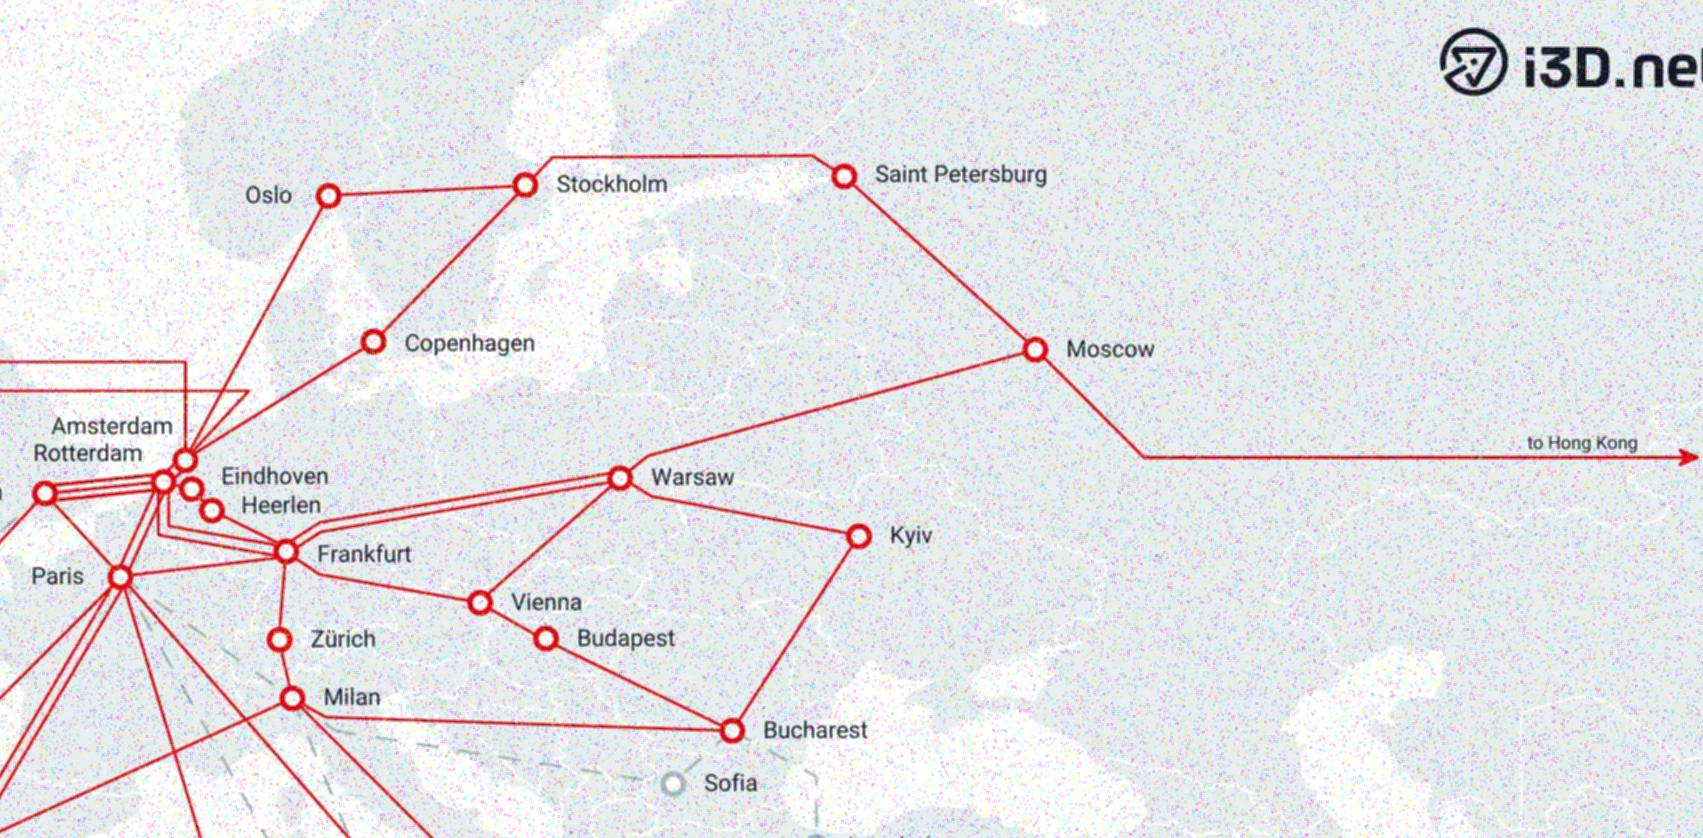 i3D.net
Oslo
Stockholm
Saint Petersburg
Copenhagen
Moscow
Amsterdam
Rotterdam
to Hong Kong
Eindhoven
Heerlen
Warsaw
Kyiv
Frankfurt
Paris
Vienna
Zürich
Budapest
Milan
Bucharest
Sofia